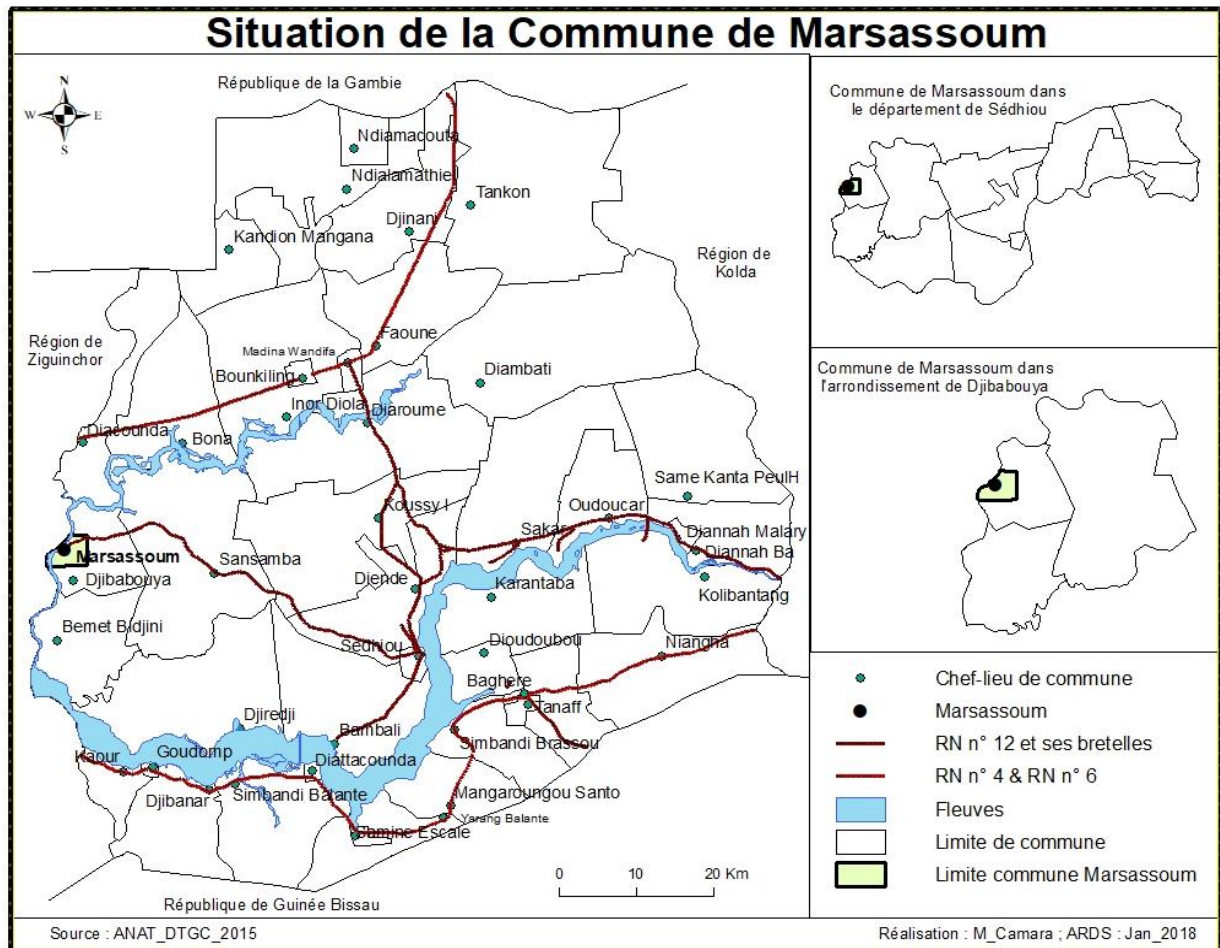 Situation de la Commune de Marsassoum
N
W
E
S
République de la Gambie
Ndiamacouta
Ndialamathie
Tankon
Djinani
Kandion Mangana
Région de
Kolda
Région de
Ziguinchor
Faoune
Madina Wandifa
Bounkiling
Diambati
Inor Diola
Diaroume
Diacounda
Bona
Same Kanta PeulH
Koussy I
Oudoucar
Sakar
Diannah Malary
Diannah Ba
Marsassoum
Sansamba
Djibabouya
Diende
Karantaba
Kolibantang
Bemet Bidjini
Sedhiou
Dioudoubou
Niangha
Baghere
Tanaff
Djiredji
Bambali
Simbandi Brassou
Kaour
Goudomp
Diattacounda
Djibanar
Simbandi Balante
Mangaroungou Santo
Yarang Balante
Samine Escale
0 10 20 Km
République de Guinée Bissau
Source : ANAT_DTGC_2015
Commune de Marsassoum dans
le département de Sédhiou
Commune de Marsassoum dans
l'arrondissement de Djibabouya
Chef-lieu de commune
Marsassoum
RN n° 12 et ses bretelles
RN n° 4 & RN n° 6
Fleuves
Limite de commune
Limite commune Marsassoum
Réalisation : M_Camara ; ARDS : Jan_2018